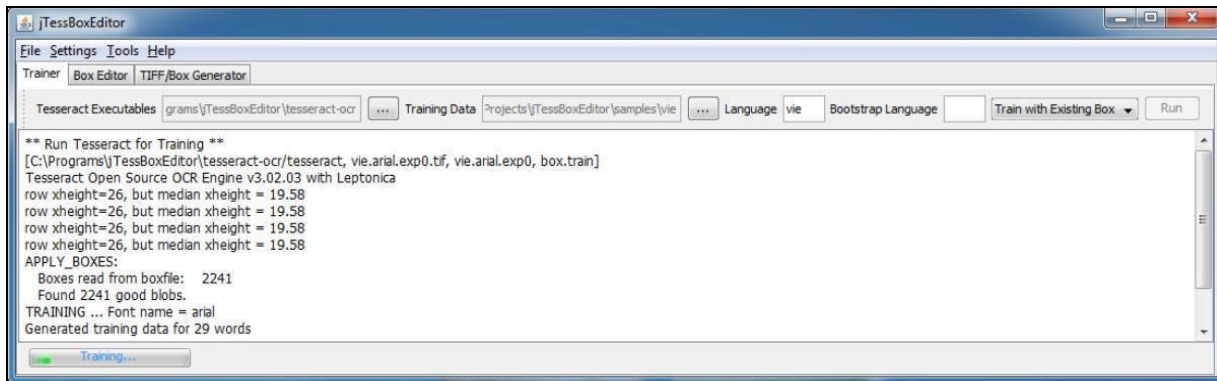 jTessBoxEditor
File Settings Tools Help
Trainer Box Editor TIFF/Box Generator
Tesseract Executables grams\jTessBoxEditor\tesseract-ocr ... Training Data Projects\jTessBoxEditor\samples\vie ... Language vie Bootstrap Language Train with Existing Box Run
** Run Tesseract for Training **
[C:\Programs\jTessBoxEditor\tesseract-ocr/tesseract, vie.arial.exp0.tif, vie.arial.exp0, box.train]
Tesseract Open Source OCR Engine v3.02.03 with Leptonica
row xheight=26, but median xheight = 19.58
row xheight=26, but median xheight = 19.58
row xheight=26, but median xheight = 19.58
row xheight=26, but median xheight = 19.58
APPLY_BOXES:
Boxes read from boxfile: 2241
Found 2241 good blobs.
TRAINING ... Font name = arial
Generated training data for 29 words
Training...